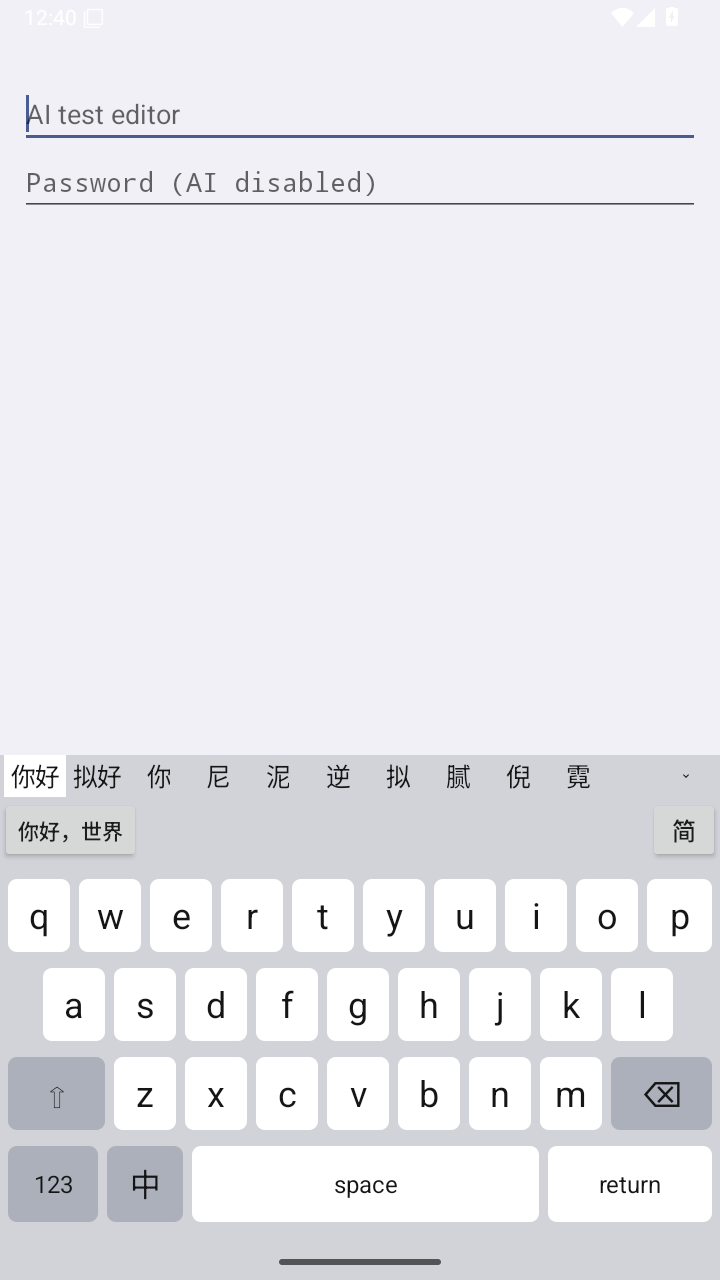 12:40
AI test editor
Password (AI disabled)
你好 拟好 你 尼 泥 逆 拟 腻 倪 霓
你好，世界 简
q w e r t y u i o p
a s d f g h j k l
z x c v b n m
123 中 space return